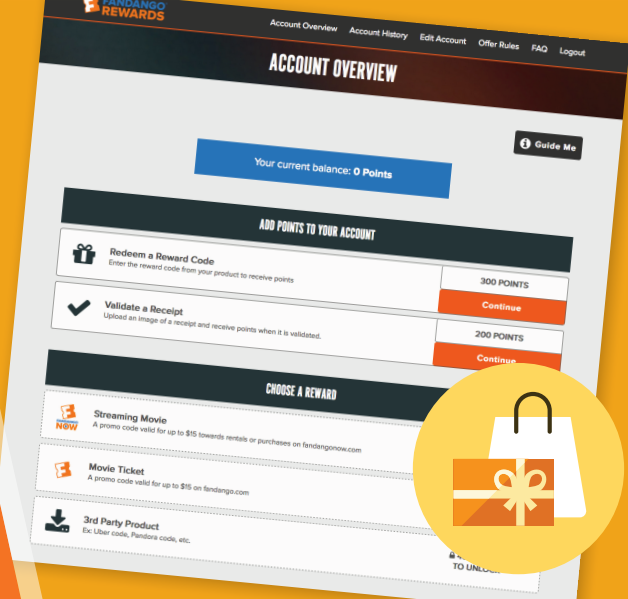 FANDANGO
REWARDS
Account Overview Account History Edit Account Offer Rules FAQ Logout
ACCOUNT OVERVIEW
i Guide Me
Your current balance: 0 Points
ADD POINTS TO YOUR ACCOUNT
Redeem a Reward Code
Enter the reward code from your product to receive points
300 POINTS
Continue
Validate a Receipt
Upload an image of a receipt and receive points when it is validated.
200 POINTS
Continue
CHOOSE A REWARD
FANDANGO
NOW
Streaming Movie
A promo code valid for up to $15 towards rentals or purchases on fandangonow.com
Movie Ticket
A promo code valid for up to $15 on fandango.com
3rd Party Product
Ex: Uber code, Pandora code, etc.
TO